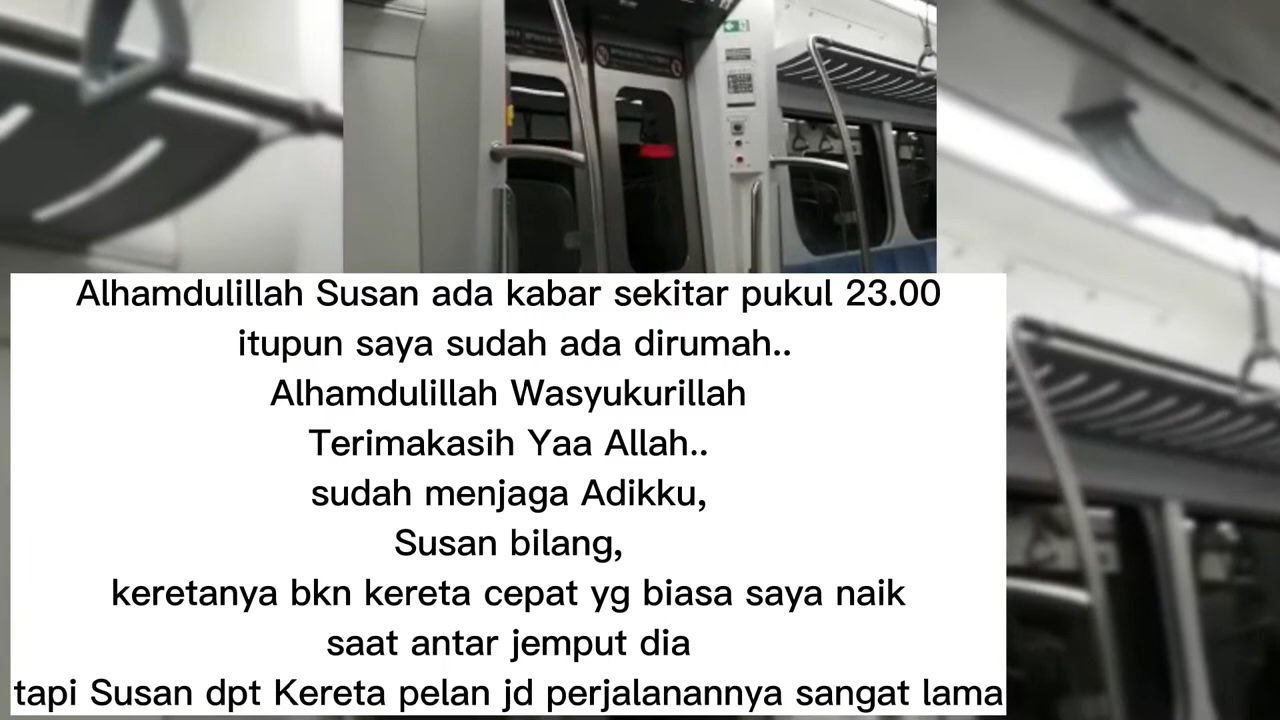 Alhamdulillah Susan ada kabar sekitar pukul 23.00
itupun saya sudah ada dirumah..
Alhamdulillah Wasyukurillah
Terimakasih Yaa Allah..
sudah menjaga Adikku,
Susan bilang,
keretanya bkn kereta cepat yg biasa saya naik
saat antar jemput dia
tapi Susan dpt Kereta pelan jd perjalanannya sangat lama